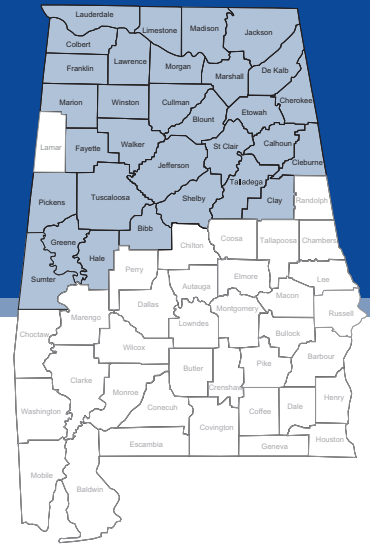 Lauderdale
Limestone
Madison
Jackson
Colbert
Lawrence
Franklin
Morgan
Marshall
De Kalb
Marion
Winston
Cullman
Cherokee
Etowah
Blount
Lamar
Fayette
Walker
St Clair
Calhoun
Jefferson
Cleburne
Talladega
Pickens
Tuscaloosa
Shelby
Clay
Randolph
Bibb
Greene
Hale
Chilton
Coosa
Tallapoosa
Chambers
Sumter
Perry
Autauga
Elmore
Lee
Macon
Marengo
Dallas
Montgomery
Russell
Choctaw
Lowndes
Bullock
Wilcox
Barbour
Butler
Pike
Clarke
Crenshaw
Monroe
Henry
Washington
Conecuh
Coffee
Dale
Covington
Escambia
Geneva
Houston
Mobile
Baldwin